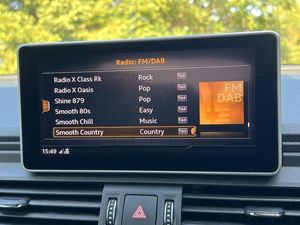 Radio: FM/DAB
Radio X Class Rk Rock
Radio X Oasis Pop
Shine 879 Pop
Smooth 80s Easy
Smooth Chill Music
Smooth Country Country
FM
DAB
15:49